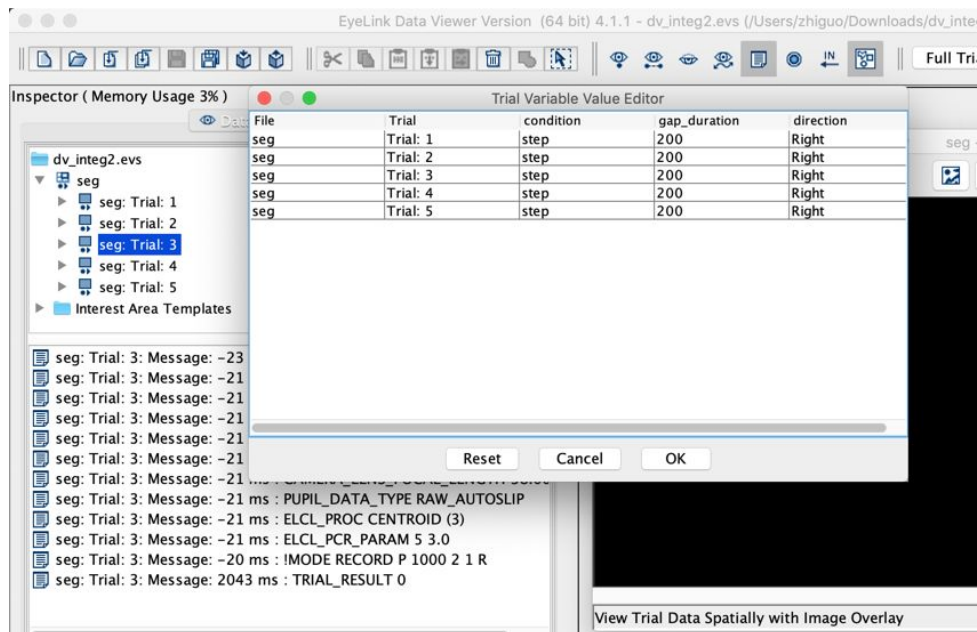 EyeLink Data Viewer Version (64 bit) 4.1.1 - dv_integ2.evs (/Users/zhiguo/Downloads/dv_inte
IN Full Tri
Inspector ( Memory Usage 3% )
Trial Variable Value Editor
File Trial condition gap_duration direction
seg Trial: 1 step 200 Right
seg Trial: 2 step 200 Right
seg Trial: 3 step 200 Right
seg Trial: 4 step 200 Right
seg Trial: 5 step 200 Right
Reset Cancel OK
Dat
dv_integ2.evs
seg
seg: Trial: 1
seg: Trial: 2
seg: Trial: 3
seg: Trial: 4
seg: Trial: 5
Interest Area Templates
seg: Trial: 3: Message: -23
seg: Trial: 3: Message: -21
seg: Trial: 3: Message: -21
seg: Trial: 3: Message: -21
seg: Trial: 3: Message: -21
seg: Trial: 3: Message: -21
seg: Trial: 3: Message: -21
seg: Trial: 3: Message: -21 ms : PUPIL_DATA_TYPE RAW_AUTOSLIP
seg: Trial: 3: Message: -21 ms : ELCL_PROC CENTROID (3)
seg: Trial: 3: Message: -21 ms : ELCL_PCR_PARAM 5 3.0
seg: Trial: 3: Message: -20 ms : !MODE RECORD P 1000 2 1 R
seg: Trial: 3: Message: 2043 ms : TRIAL_RESULT 0
seg -
View Trial Data Spatially with Image Overlay